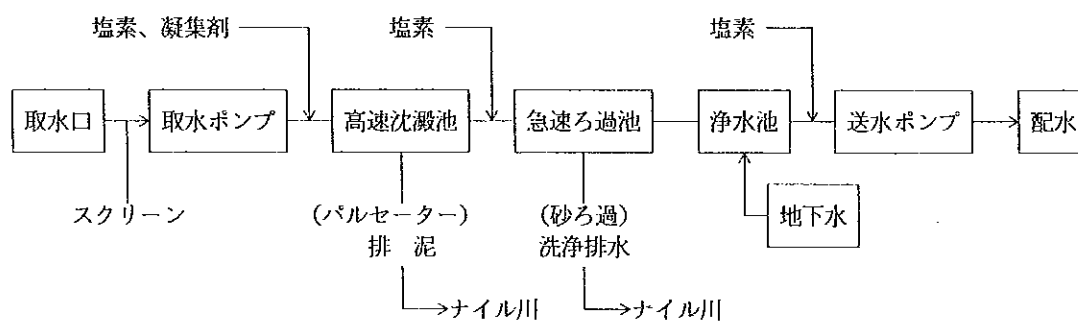 塩素、凝集剤
塩素
塩素
取水口
取水ポンプ
高速沈澱池
急速ろ過池
浄水池
送水ポンプ
配水
スクリーン
(パルセーター)
排 泥
(砂ろ過)
洗浄排水
地下水
ナイル川
ナイル川